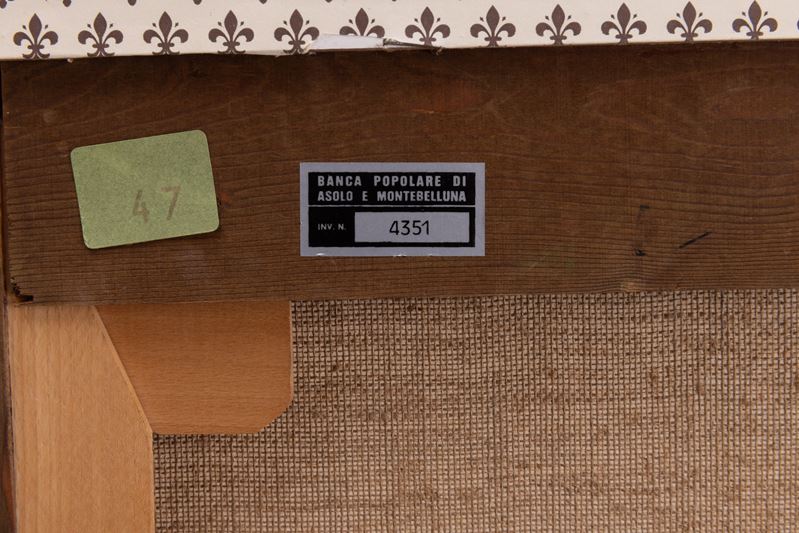 47
BANCA POPOLARE DI
ASOLO E MONTEBELLUNA
INV. N. 4351